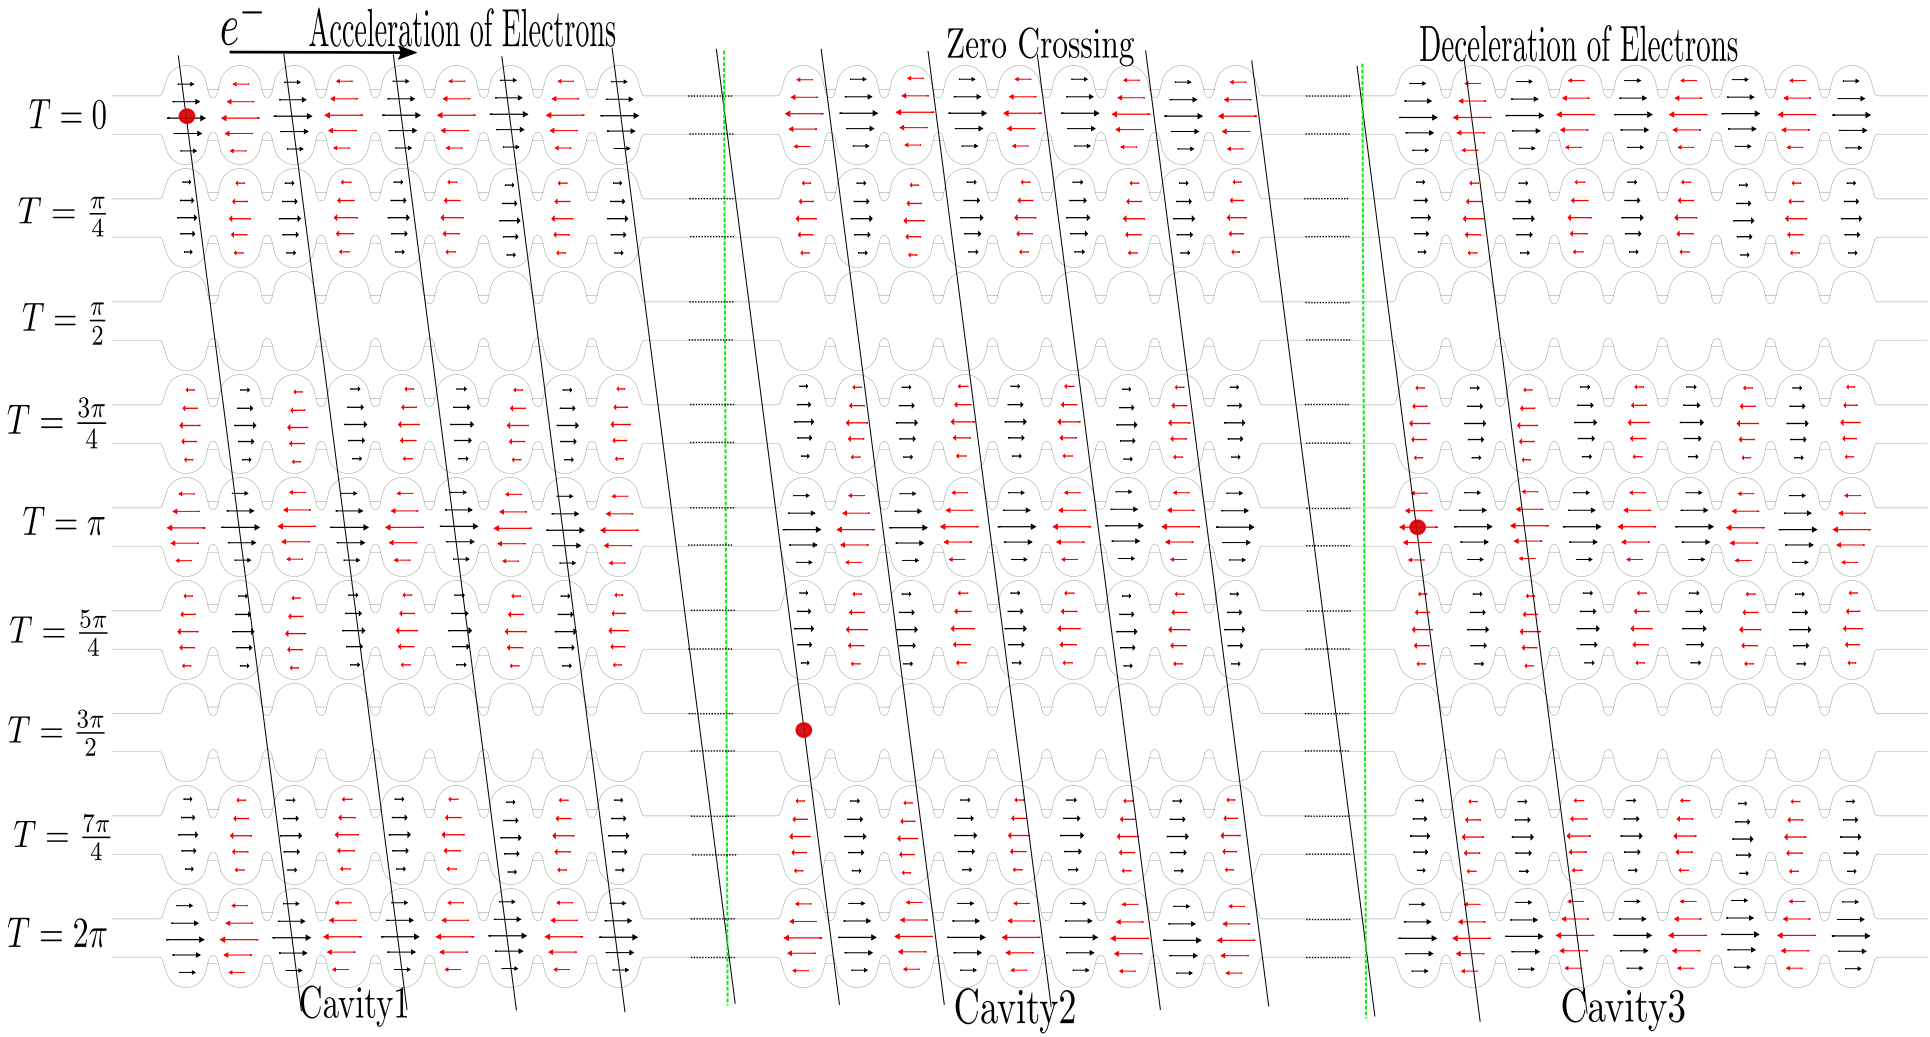 e⁻ Acceleration of Electrons Zero Crossing Deceleration of Electrons
T = 0
T = π/4
T = π/2
T = 3π/4
T = π
T = 5π/4
T = 3π/2
T = 7π/4
T = 2π
Cavity1 Cavity2 Cavity3